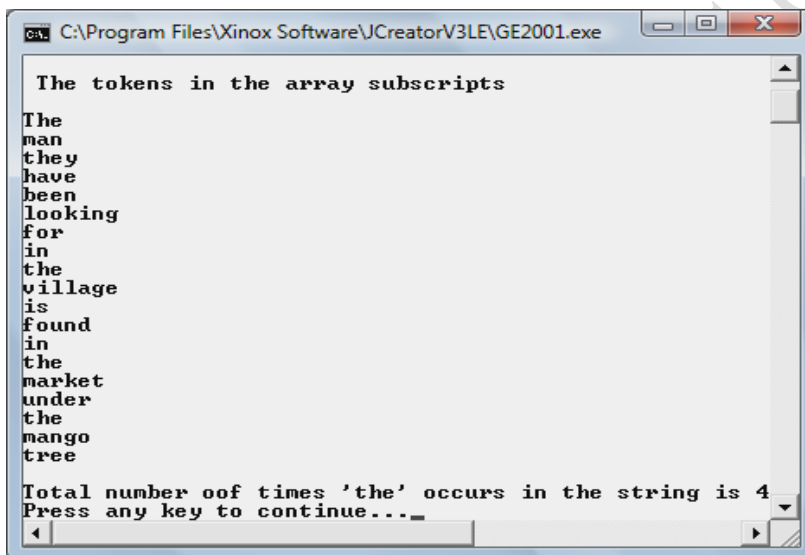 C:\Program Files\Xinox Software\JCreatorV3LE\GE2001.exe
The tokens in the array subscripts
The
man
they
have
been
looking
for
in
the
village
is
found
in
the
market
under
the
mango
tree
Total number oof times 'the' occurs in the string is 4
Press any key to continue..._